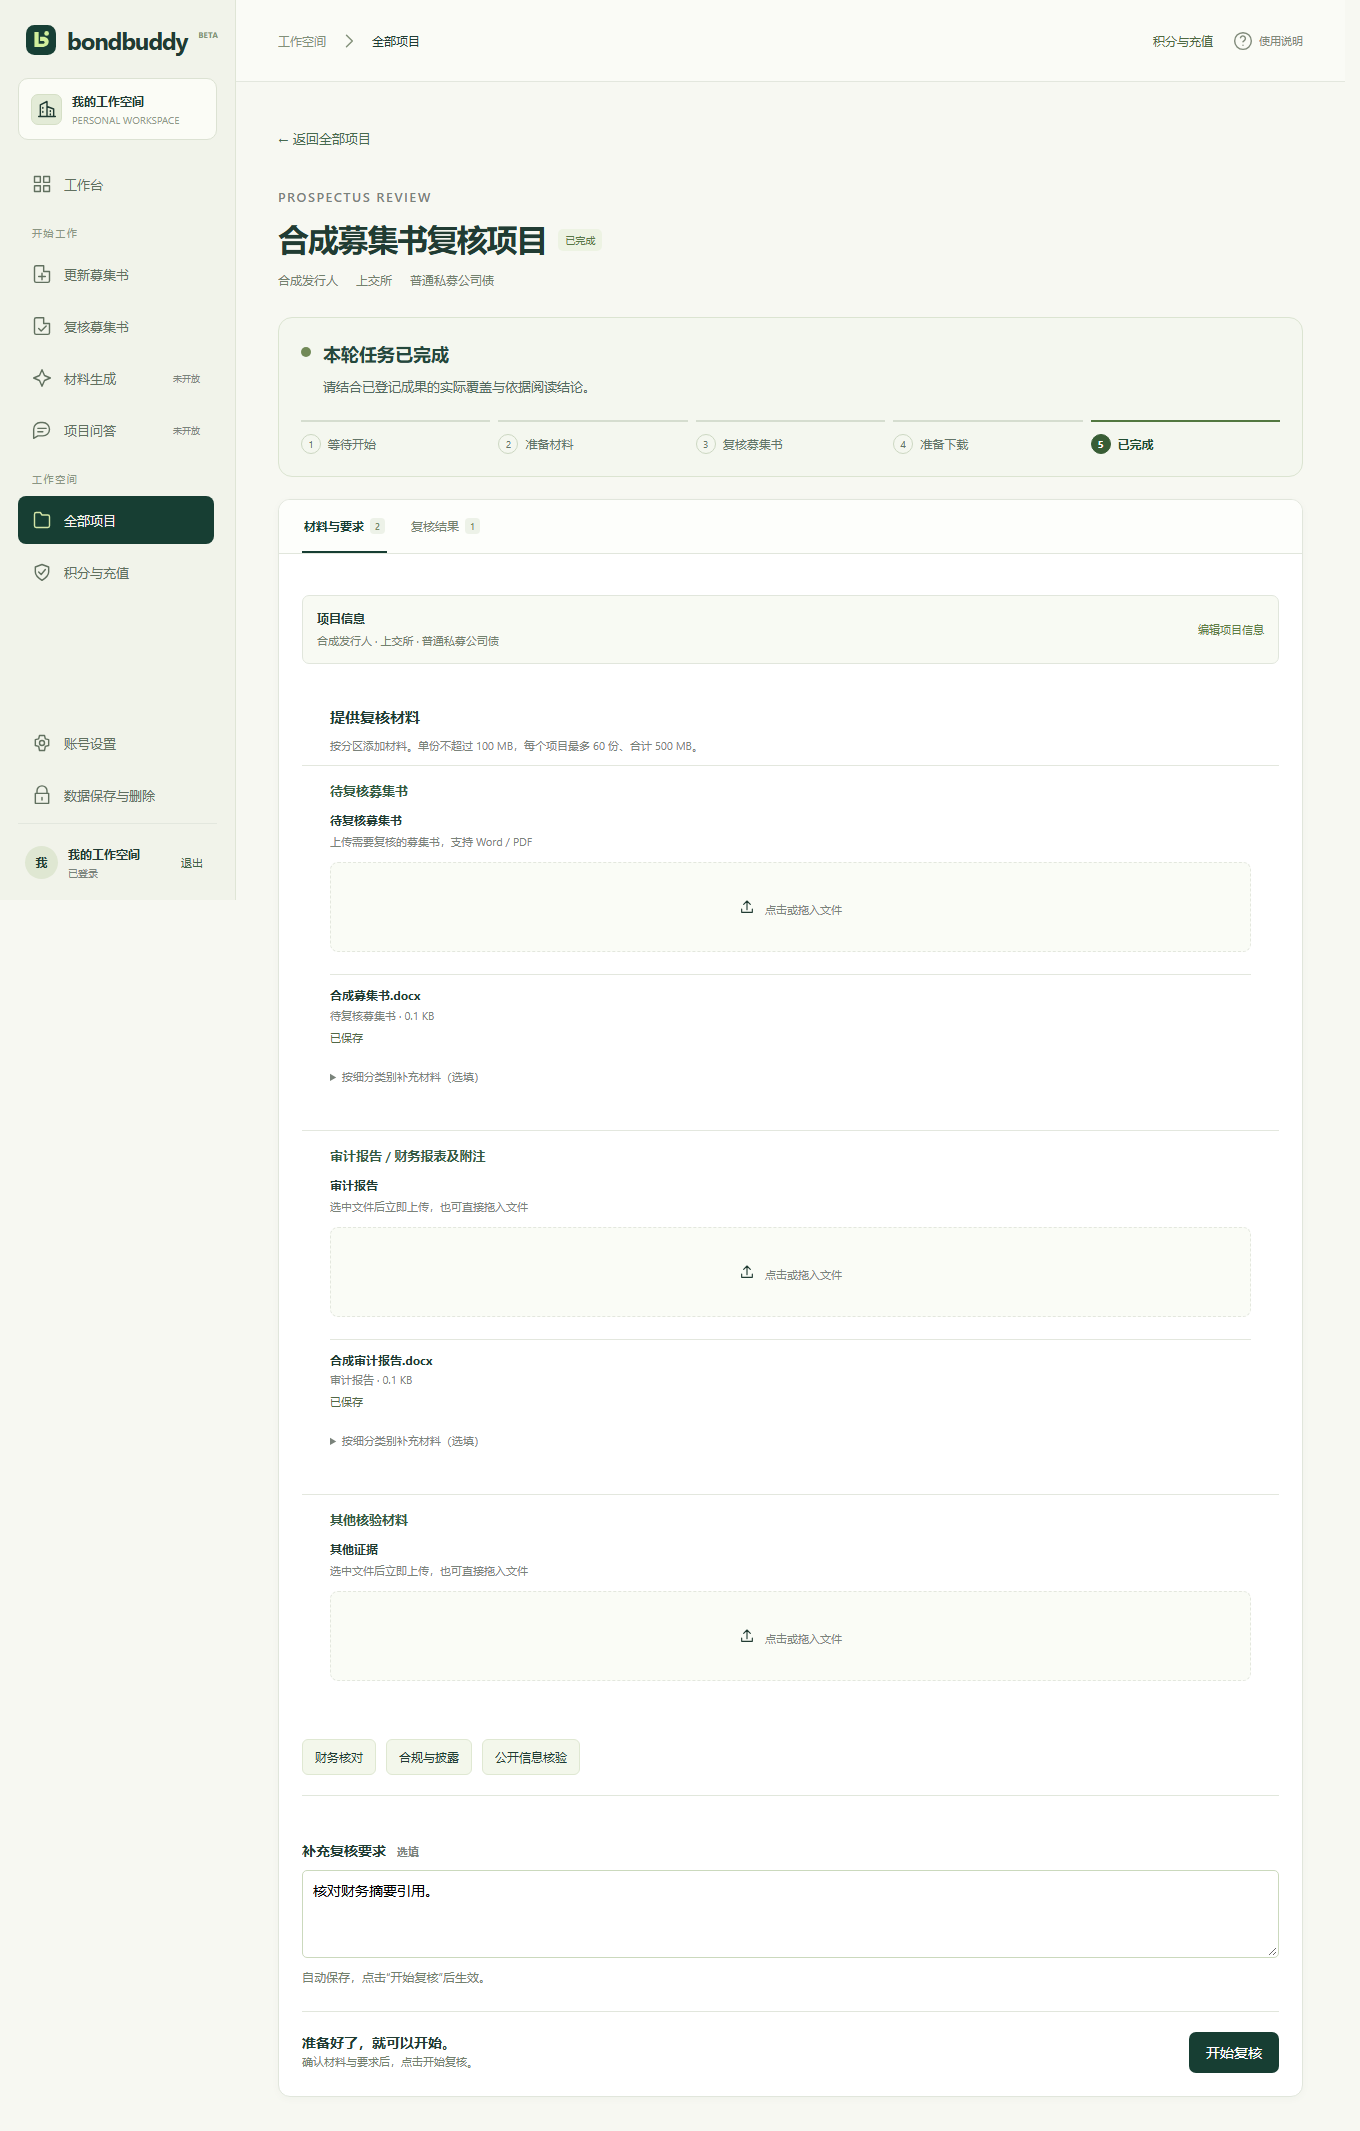 bondbuddy BETA
我的工作空间
PERSONAL WORKSPACE
工作台
开始工作
更新募集书
复核募集书
材料生成 未开放
项目问答 未开放
工作空间
全部项目
积分与充值
账号设置
数据保存与删除
我 我的工作空间
已登录
退出
工作空间 全部项目
积分与充值 使用说明
← 返回全部项目
PROSPECTUS REVIEW
合成募集书复核项目 已完成
合成发行人 上交所 普通私募公司债
本轮任务已完成
请结合已登记成果的实际覆盖与依据阅读结论。
1 等待开始 2 准备材料 3 复核募集书 4 准备下载 5 已完成
材料与要求 2 复核结果 1
项目信息
合成发行人 · 上交所 · 普通私募公司债
编辑项目信息
提供复核材料
按分区添加材料。单份不超过 100 MB，每个项目最多 60 份、合计 500 MB。
待复核募集书
待复核募集书
上传需要复核的募集书，支持 Word / PDF
点击或拖入文件
合成募集书.docx
待复核募集书 · 0.1 KB
已保存
按细分类别补充材料（选填）
审计报告 / 财务报表及附注
审计报告
选中文件后立即上传，也可直接拖入文件
点击或拖入文件
合成审计报告.docx
审计报告 · 0.1 KB
已保存
按细分类别补充材料（选填）
其他核验材料
其他证据
选中文件后立即上传，也可直接拖入文件
点击或拖入文件
财务核对 合规与披露 公开信息核验
补充复核要求 选填
核对财务摘要引用。
自动保存，点击“开始复核”后生效。
准备好了，就可以开始。
确认材料与要求后，点击开始复核。
开始复核